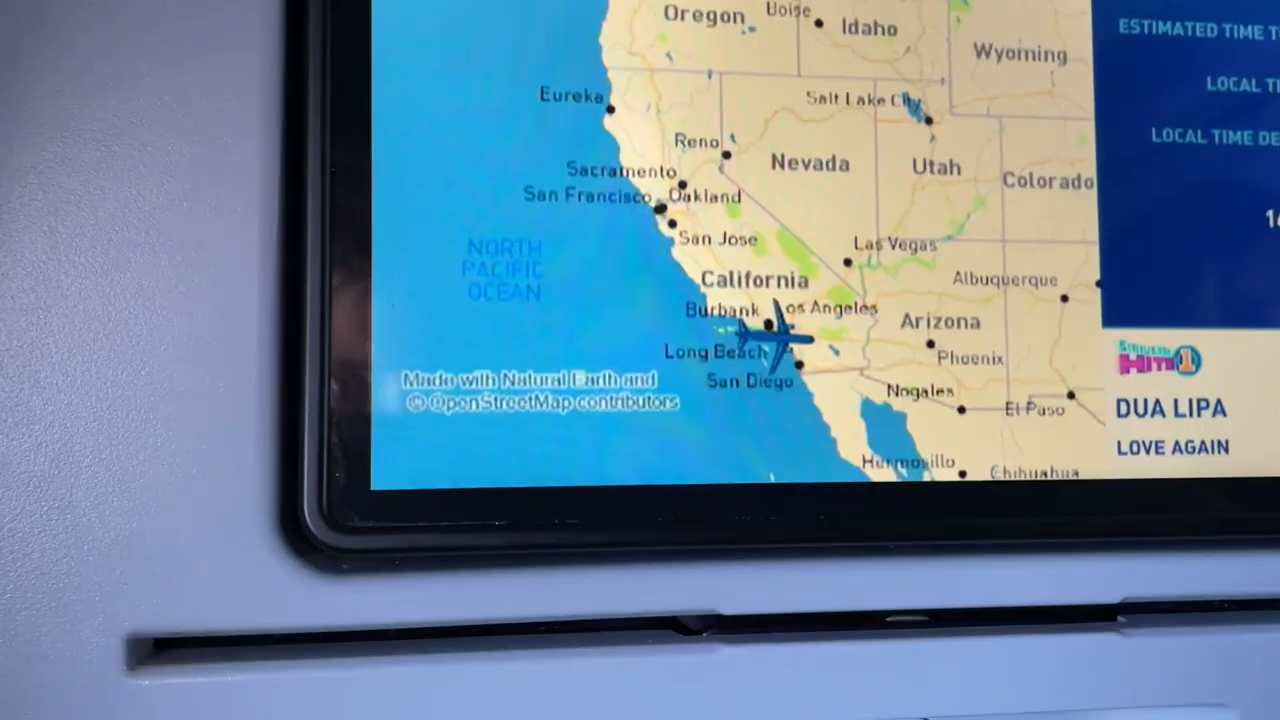 Oregon
Boise
Idaho
Wyoming
Eureka
Salt Lake City
Reno
Nevada
Utah
Sacramento
Colorado
San Francisco
Oakland
San Jose
Las Vegas
NORTH
PACIFIC
OCEAN
California
Albuquerque
Burbank
os Angeles
Arizona
Long Beach
Phoenix
San Diego
Nogales
El Paso
Made with Natural Earth and
© OpenStreetMap contributors
Hermosillo
Chihuahua
ESTIMATED TIME T
LOCAL TI
LOCAL TIME DE
SIRIUSXM
HITS 1
DUA LIPA
LOVE AGAIN